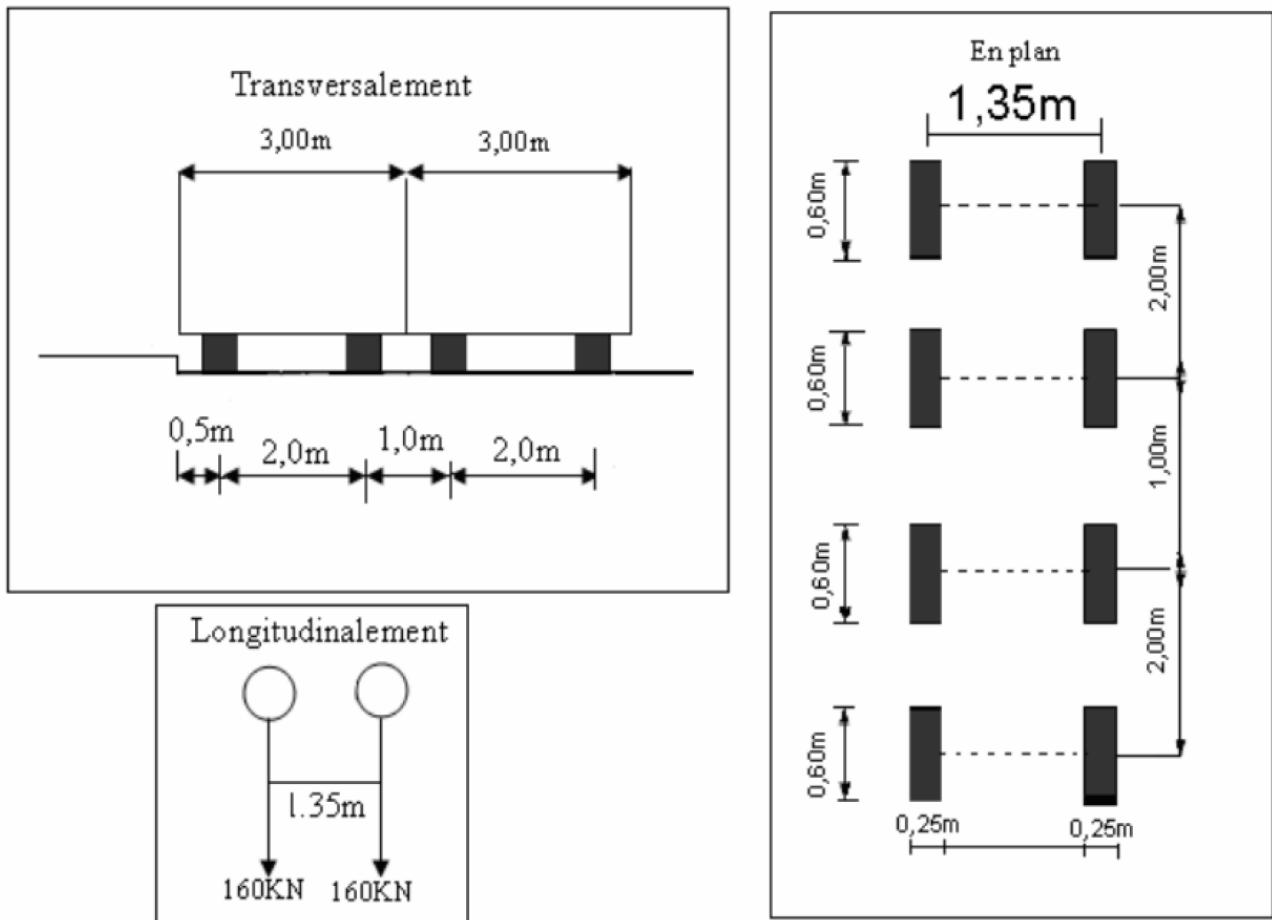 Transversalement
3,00m 3,00m
0,5m 2,0m 1,0m 2,0m
Longitudinalement
1.35m
160KN 160KN
En plan
1,35m
0,60m
2,00m
0,60m
1,00m
0,60m
2,00m
0,60m
0,25m 0,25m